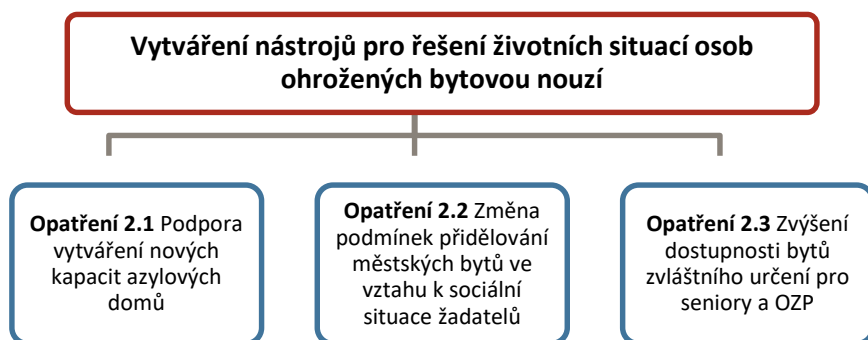 Vytváření nástrojů pro řešení životních situací osob
ohrožených bytovou nouzí
Opatření 2.1 Podpora
vytváření nových
kapacit azylových
domů
Opatření 2.2 Změna
podmínek přidělování
městských bytů ve
vztahu k sociální
situace žadatelů
Opatření 2.3 Zvýšení
dostupnosti bytů
zvláštního určení pro
seniory a OZP